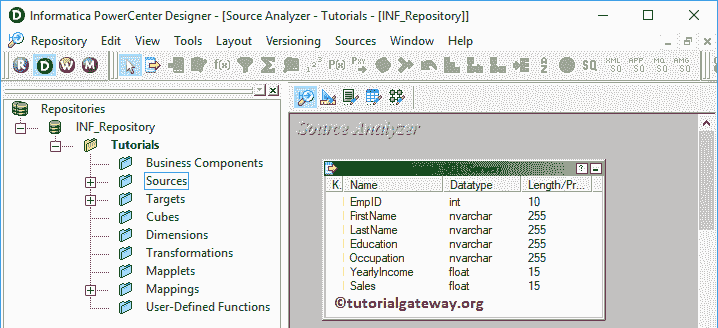 Informatica PowerCenter Designer - [Source Analyzer - Tutorials - [INF_Repository]]
Repository Edit View Tools Layout Versioning Sources Window Help
R D W M
Repositories
INF_Repository
Tutorials
Business Components
Sources
Targets
Cubes
Dimensions
Transformations
Mapplets
Mappings
User-Defined Functions
Source Analyzer
K. Name Datatype Length/Pr...
EmpID int 10
FirstName nvarchar 255
LastName nvarchar 255
Education nvarchar 255
Occupation nvarchar 255
YearlyIncome float 15
Sales float 15
©tutorialgateway.org